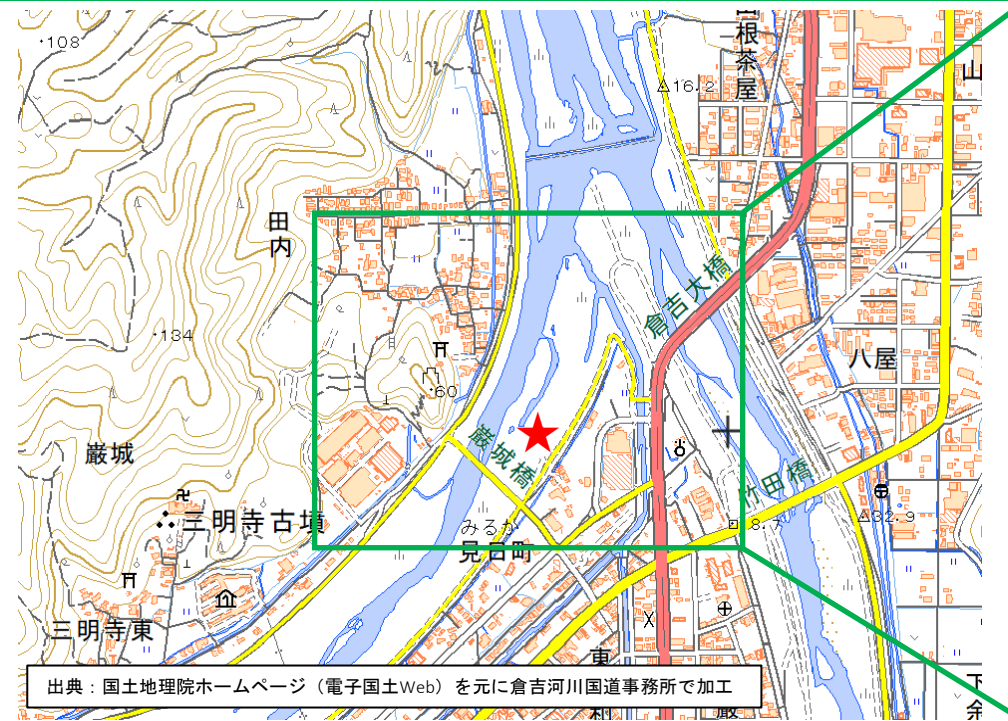 ・108
根茶屋
△16.2
山
田内
倉吉大橋
・134
・60
八屋
巌城
巌城橋
竹田橋
三明寺古墳
みるか
見日町
8.7
△32.9
三明寺東
東
巌
下
余
出典：国土地理院ホームページ（電子国土Web）を元に倉吉河川国道事務所で加工